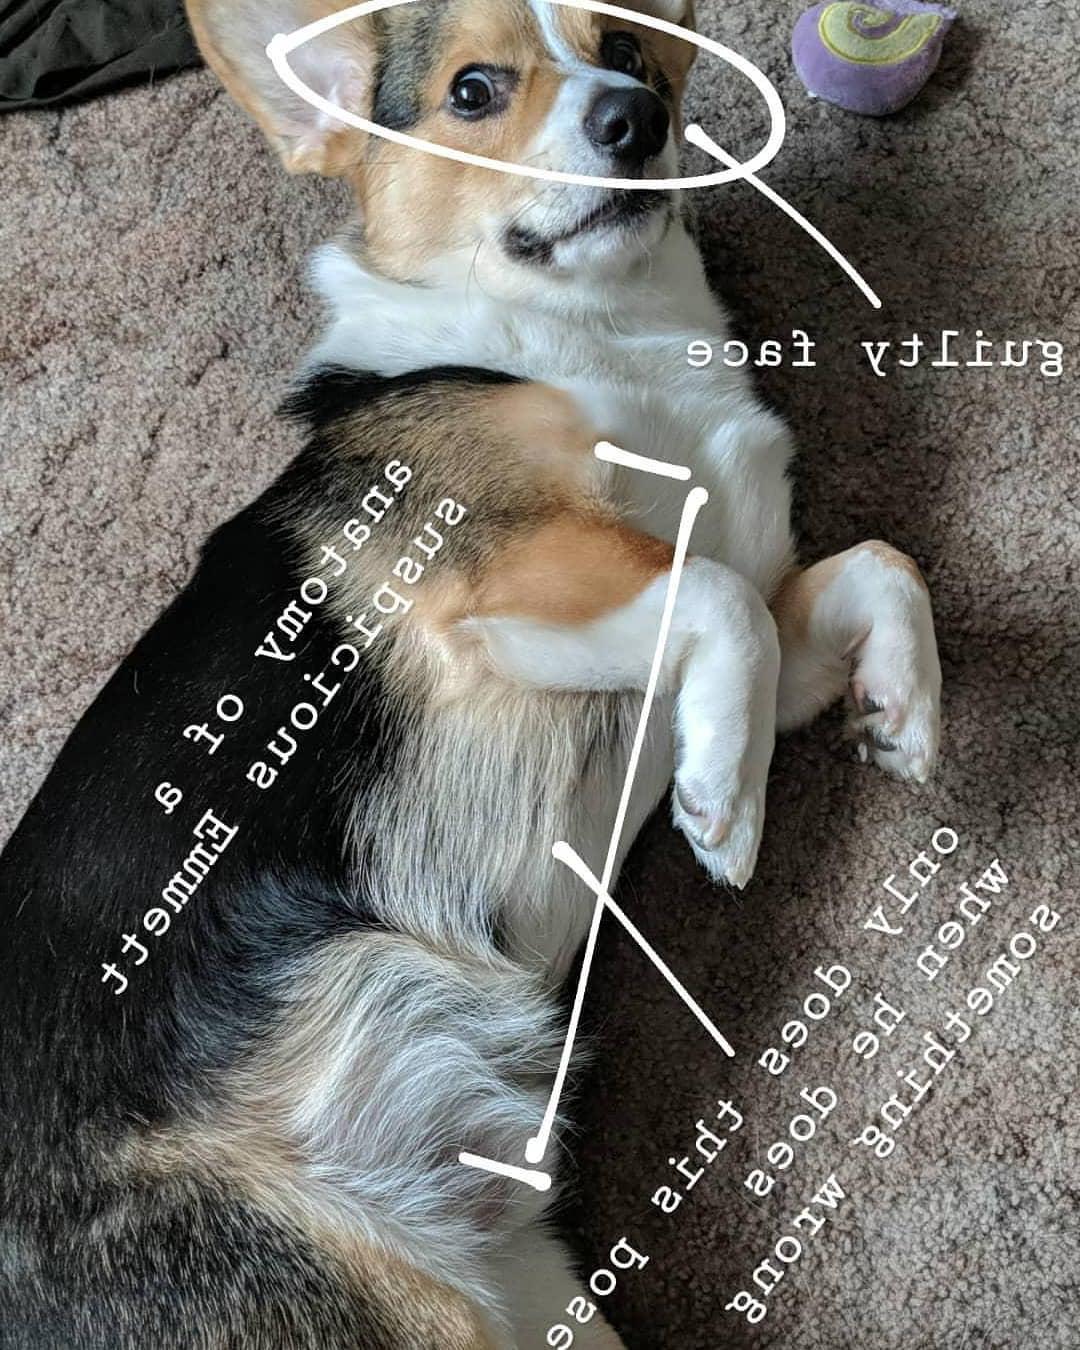 guilty face
anatomy of a
suspicious Emmett
only does this pose
when he does
something wrong